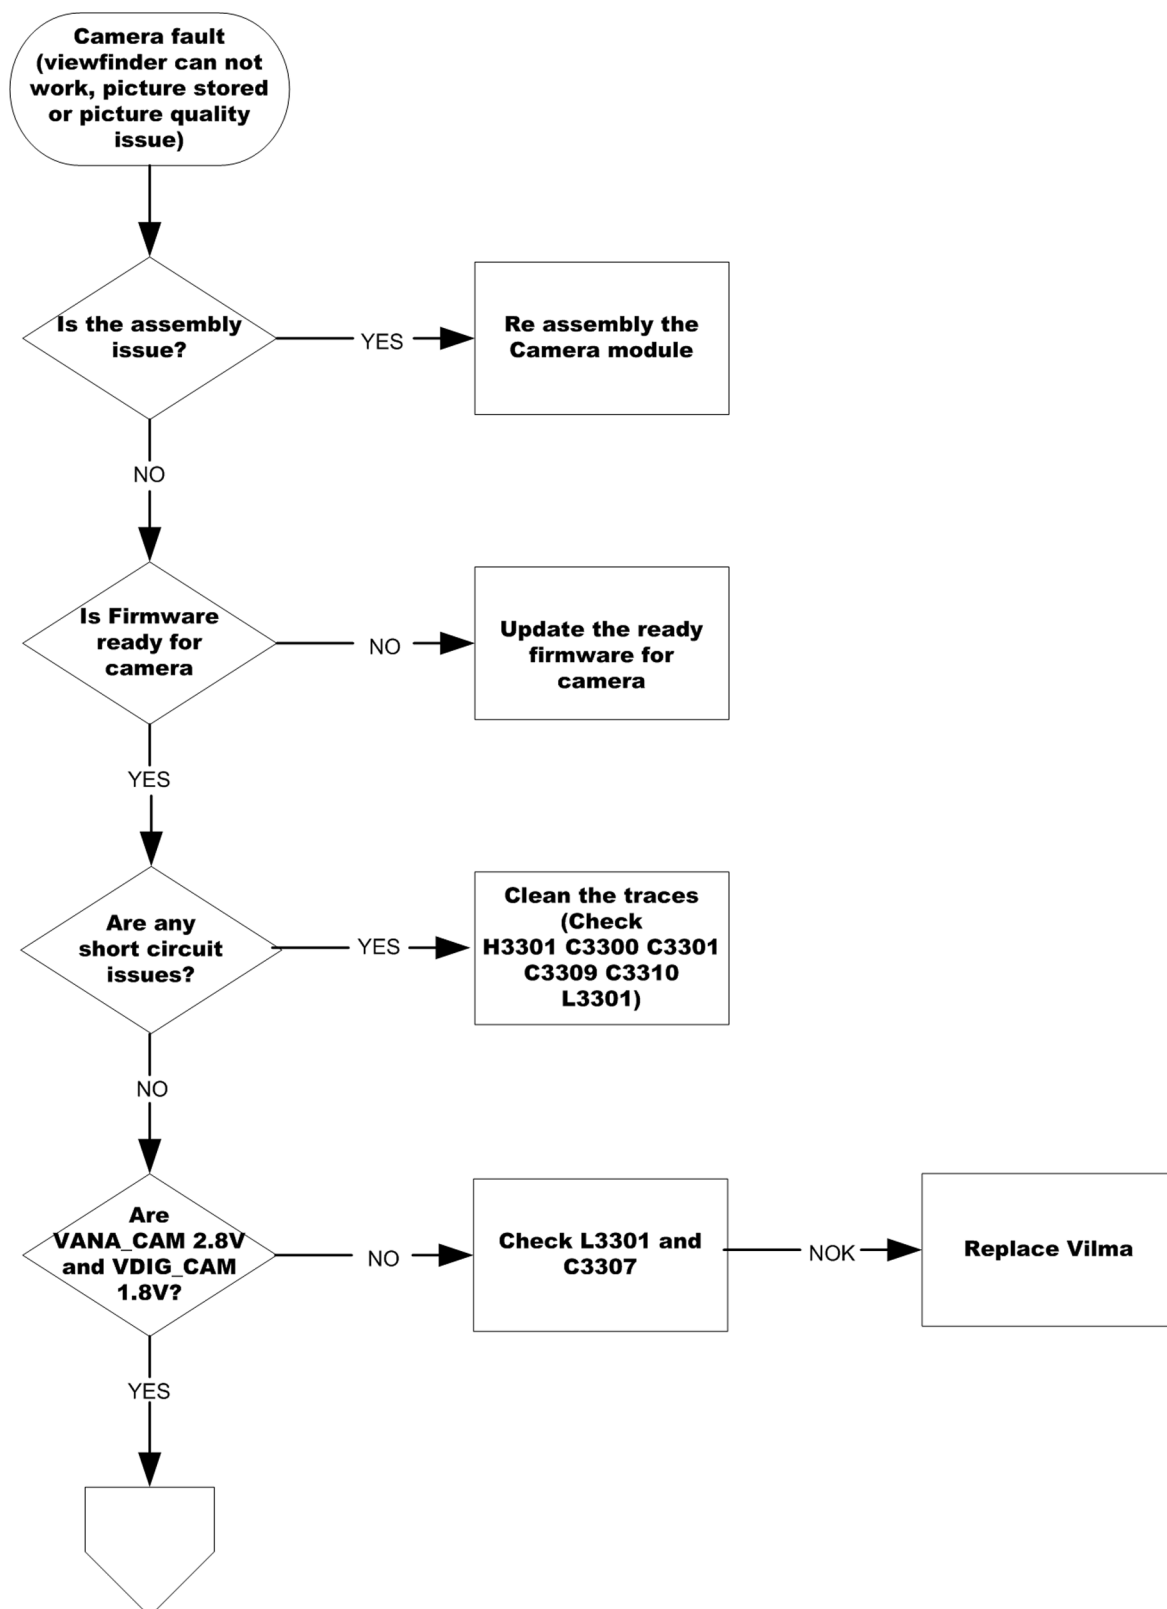 Camera fault
(viewfinder can not
work, picture stored
or picture quality
issue)
Is the assembly
issue?
YES
Re assembly the
Camera module
NO
Is Firmware
ready for
camera
NO
Update the ready
firmware for
camera
YES
Are any
short circuit
issues?
YES
Clean the traces
(Check
H3301 C3300 C3301
C3309 C3310
L3301)
NO
Are
VANA_CAM 2.8V
and VDIG_CAM
1.8V?
NO
Check L3301 and
C3307
NOK
Replace Vilma
YES